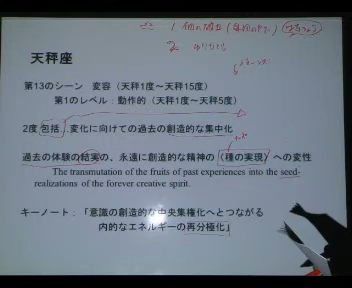 天秤座
第13のシーン 変容（天秤1度〜天秤15度）
第1のレベル：動作的（天秤1度〜天秤5度）
2度 包括 変化に向けての過去の創造的な集中化
過去の体験の結実の、永遠に創造的な精神の（種の実現）への変性
The transmutation of the fruits of past experiences into the seed-
realizations of the forever creative spirit.
キーノート：「意識の創造的な中央集権化へとつながる
内的なエネルギーの再分極化」